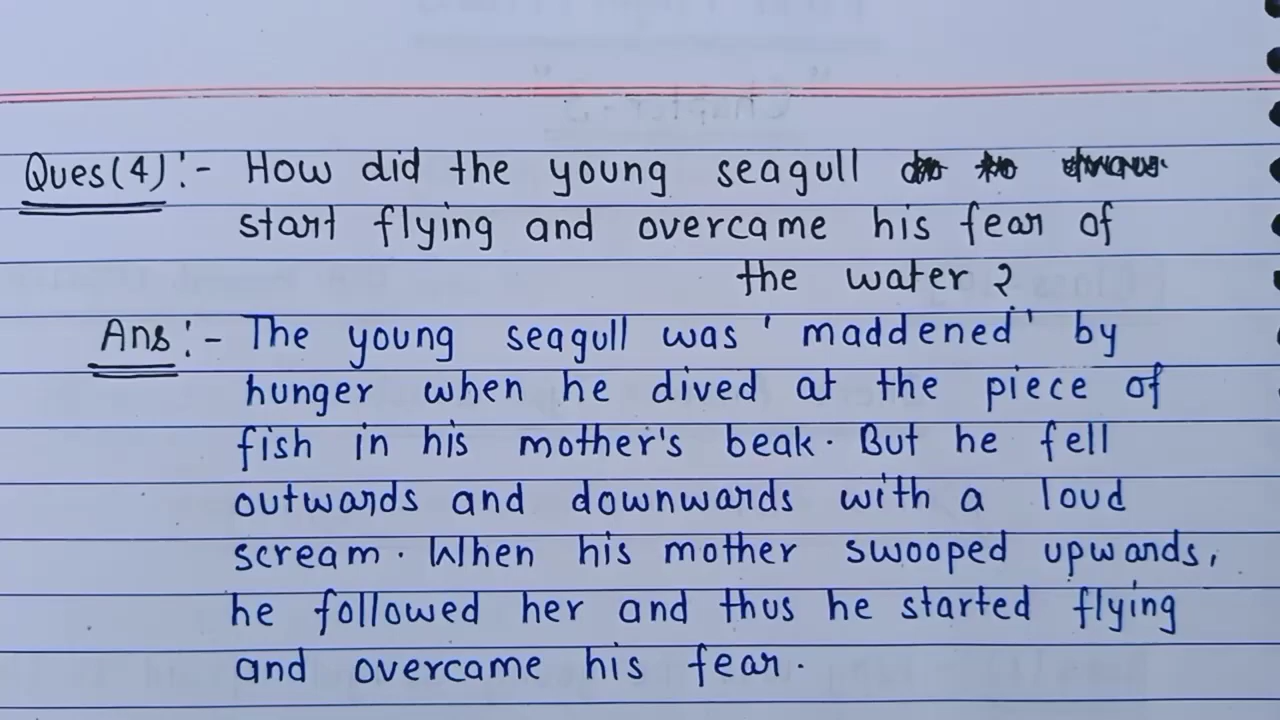 Ques(4):- How did the young seagull
start flying and overcame his fear of
the water?
Ans:- The young seagull was 'maddened' by
hunger when he dived at the piece of
fish in his mother's beak. But he fell
outwards and downwards with a loud
scream. When his mother swooped upwards,
he followed her and thus he started flying
and overcame his fear.